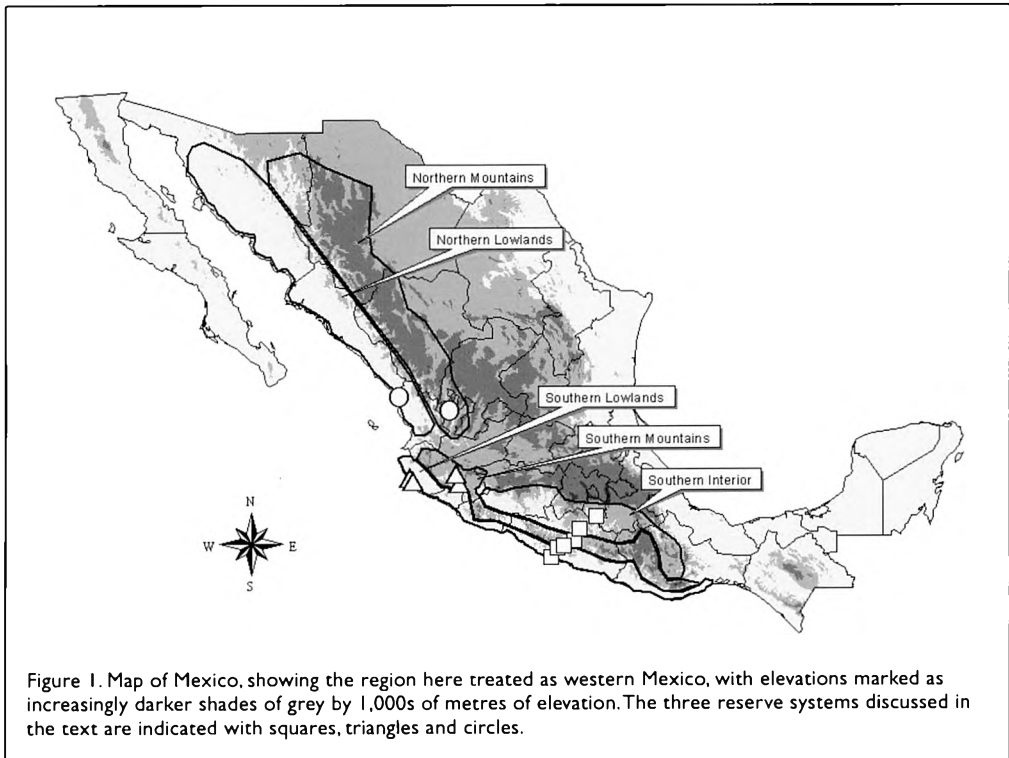 Northern Mountains
Northern Lowlands
Southern Lowlands
Southern Mountains
Southern Interior
N
W E
S
Figure 1. Map of Mexico, showing the region here treated as western Mexico, with elevations marked as
increasingly darker shades of grey by 1,000s of metres of elevation. The three reserve systems discussed in
the text are indicated with squares, triangles and circles.